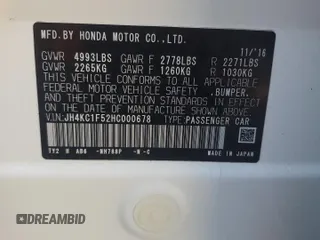 MFD.BY HONDA MOTOR CO.,LTD.
11/'16
GVWR 4993LBS GAWR F 2778LBS R 2271LBS
GVWR 2265KG GAWR F 1260KG R 1030KG
THIS VEHICLE CONFORMS TO ALL APPLICABLE
FEDERAL MOTOR VEHICLE SAFETY, BUMPER,
AND THEFT PREVENTION STANDARDS IN EFFECT
ON THE DATE OF MANUFACTURE SHOWN ABOVE.
V.I.N:JH4KC1F52HC000678 TYPE:PASSENGER CAR
MADE IN JAPAN
DREAMBID